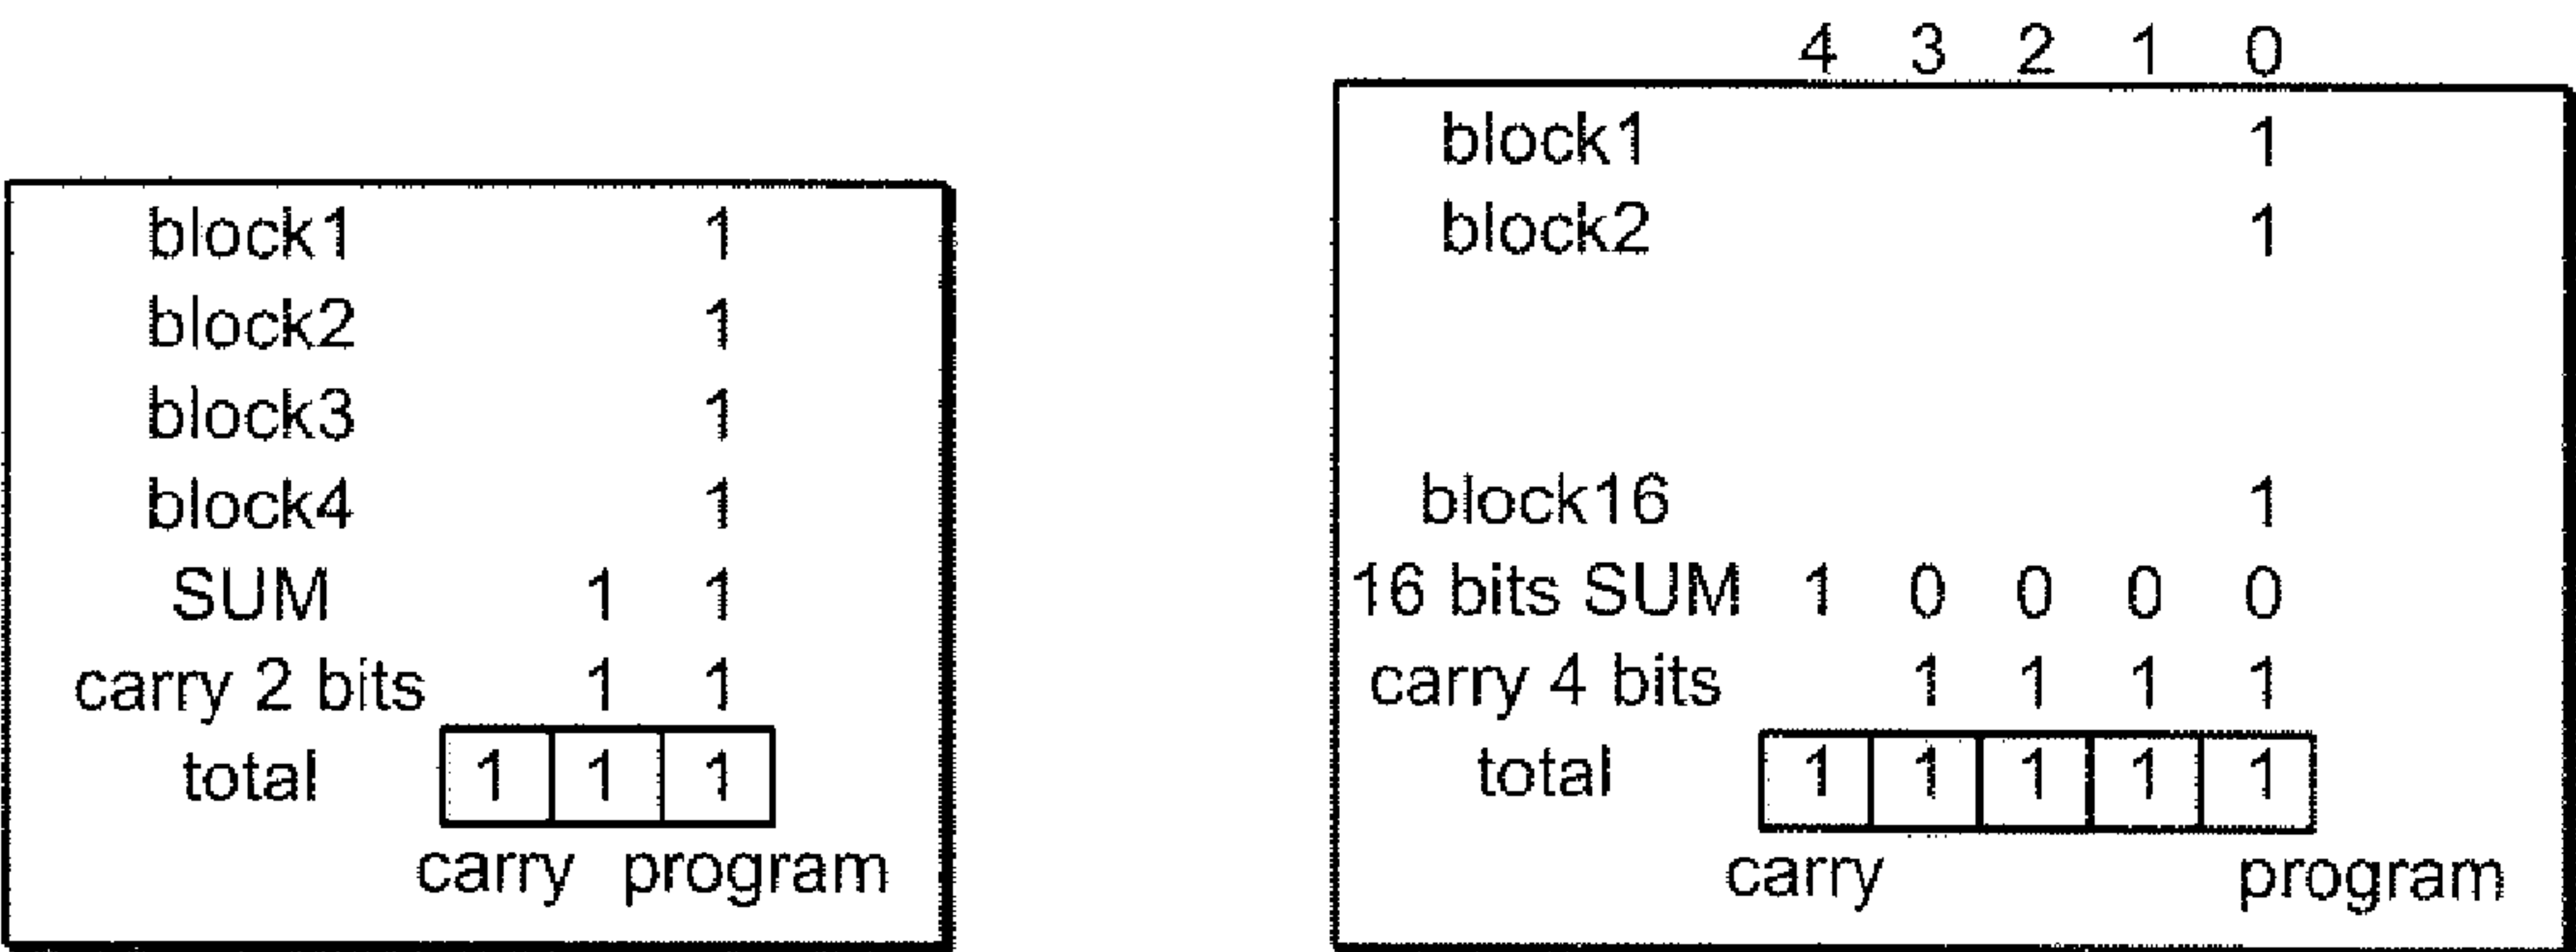 block1 1
block2 1
block3 1
block4 1
SUM 1 1
carry 2 bits 1 1
total 1 1 1
carry program
4 3 2 1 0
block1 1
block2 1
block16 1
16 bits SUM 1 0 0 0 0
carry 4 bits 1 1 1 1
total 1 1 1 1 1
carry program